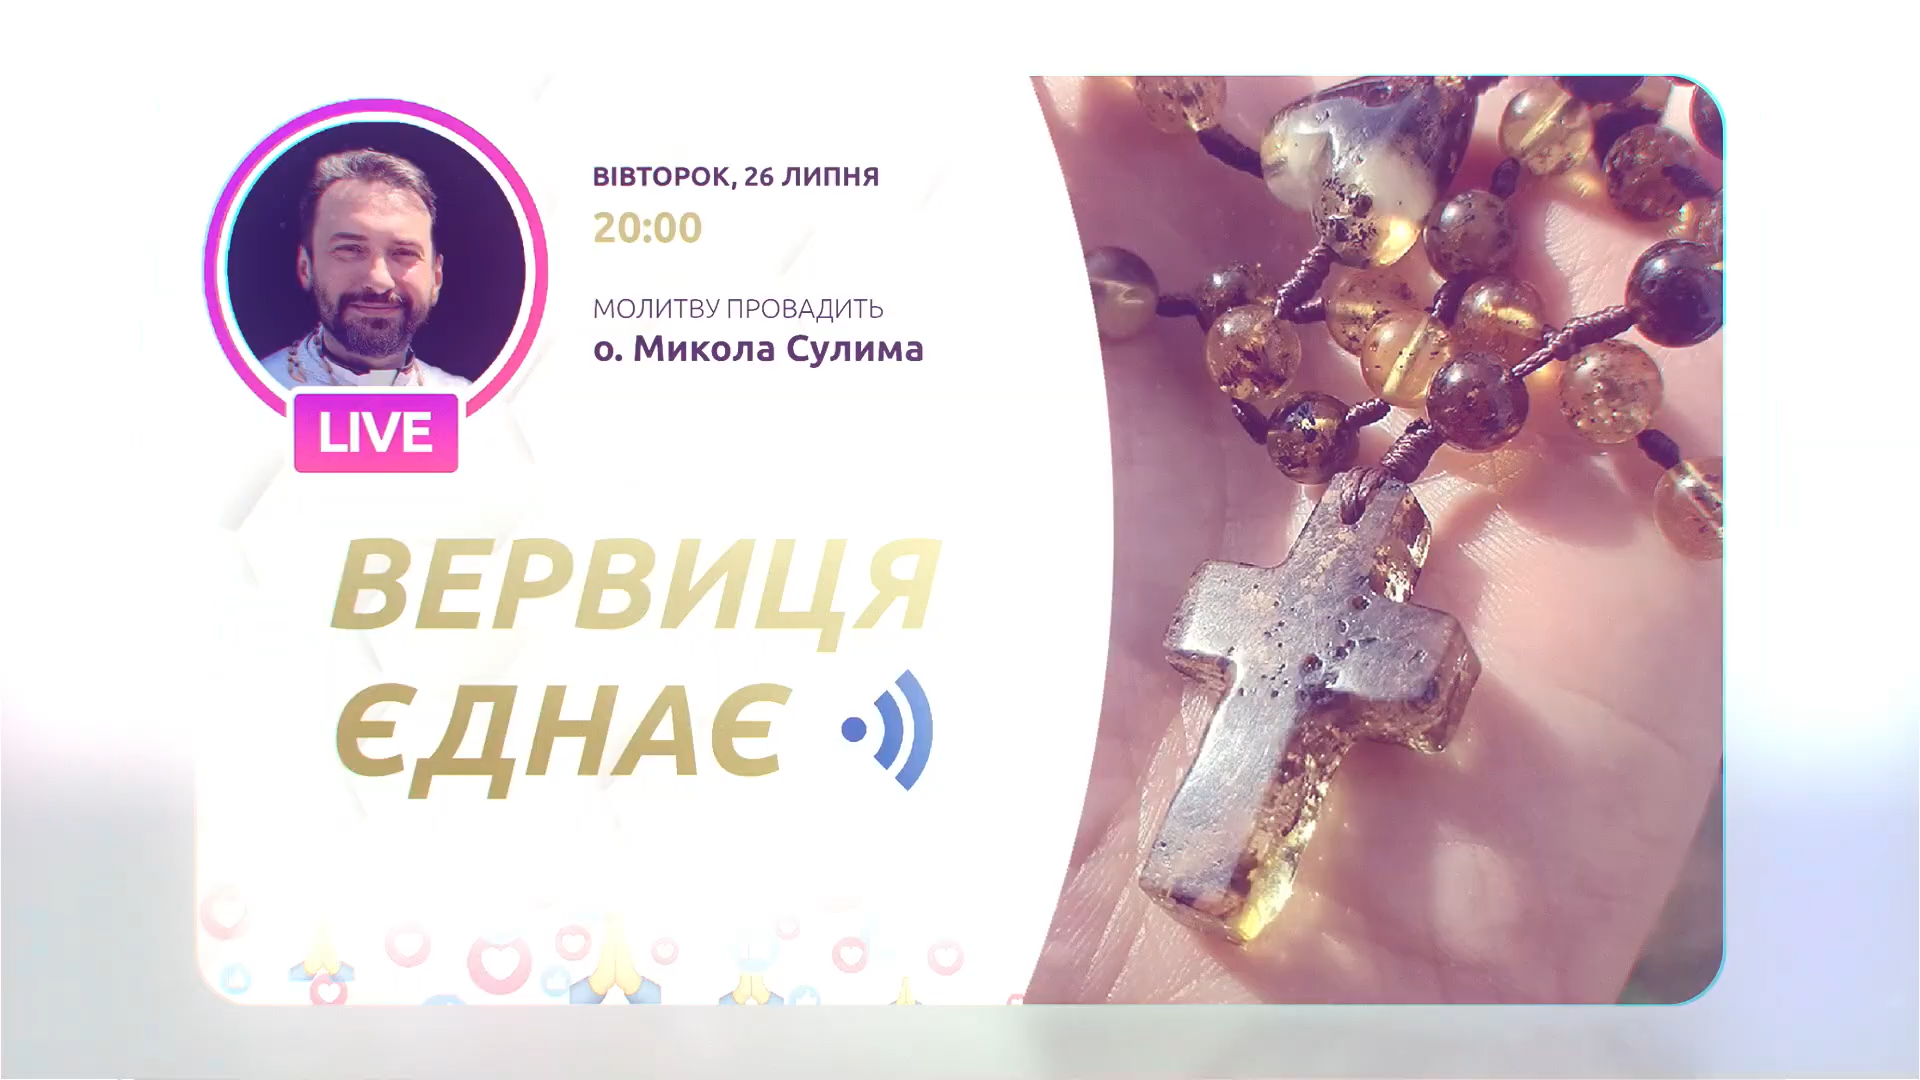 ВІВТОРОК, 26 ЛИПНЯ
20:00
МОЛИТВУ ПРОВАДИТЬ
о. Микола Сулима
LIVE
ВЕРВИЦЯ
ЄДНАЄ